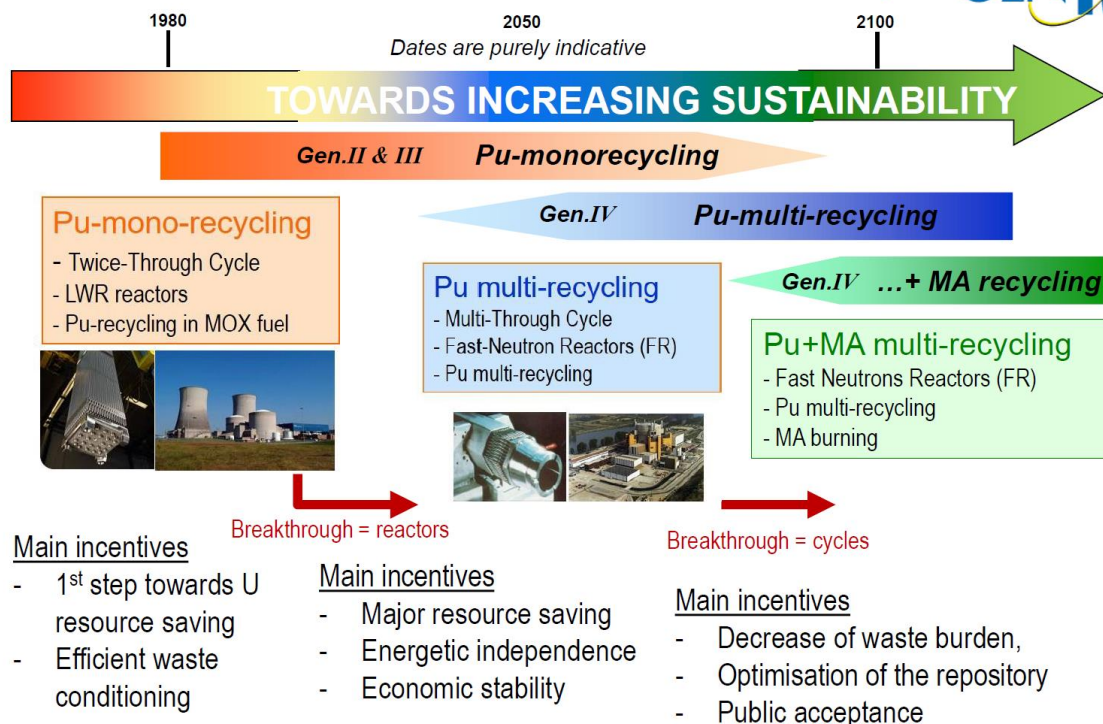 1980
2050
2100
Dates are purely indicative
TOWARDS INCREASING SUSTAINABILITY
Gen.II & III Pu-monorecycling
Gen.IV Pu-multi-recycling
Gen.IV ...+ MA recycling
Pu-mono-recycling
- Twice-Through Cycle
- LWR reactors
- Pu-recycling in MOX fuel
Pu multi-recycling
- Multi-Through Cycle
- Fast-Neutron Reactors (FR)
- Pu multi-recycling
Pu+MA multi-recycling
- Fast Neutrons Reactors (FR)
- Pu multi-recycling
- MA burning
Breakthrough = reactors
Breakthrough = cycles
Main incentives
- 1st step towards U
resource saving
- Efficient waste
conditioning
Main incentives
- Major resource saving
- Energetic independence
- Economic stability
Main incentives
- Decrease of waste burden,
- Optimisation of the repository
- Public acceptance